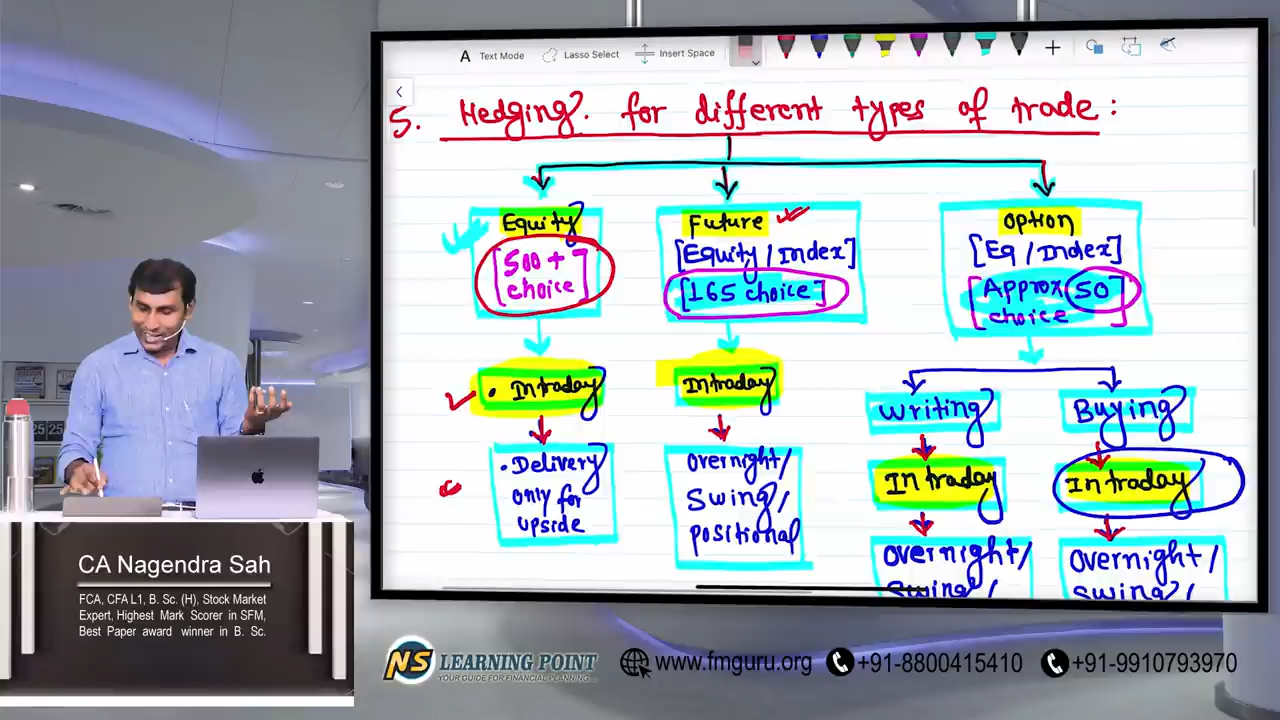 A Text Mode
Lasso Select
Insert Space
5. Hedging? for different types of trade:
Equity
[500 +
choice]
Future
[Equity/Index]
[165 choice]
Option
[Eq/Index]
[Approx 50
choice]
• Intraday
• Delivery
only for
upside
Intraday
Overnight/
Swing/
positional
Writing
Intraday
Overnight/
Swing/
Buying
Intraday
Overnight/
Swing/
CA Nagendra Sah
FCA, CFA L1, B. Sc. (H), Stock Market
Expert, Highest Mark Scorer in SFM,
Best Paper award winner in B. Sc.
NS LEARNING POINT
YOUR GUIDE FOR FINANCIAL PLANNING...
www.fmguru.org
+91-8800415410
+91-9910793970